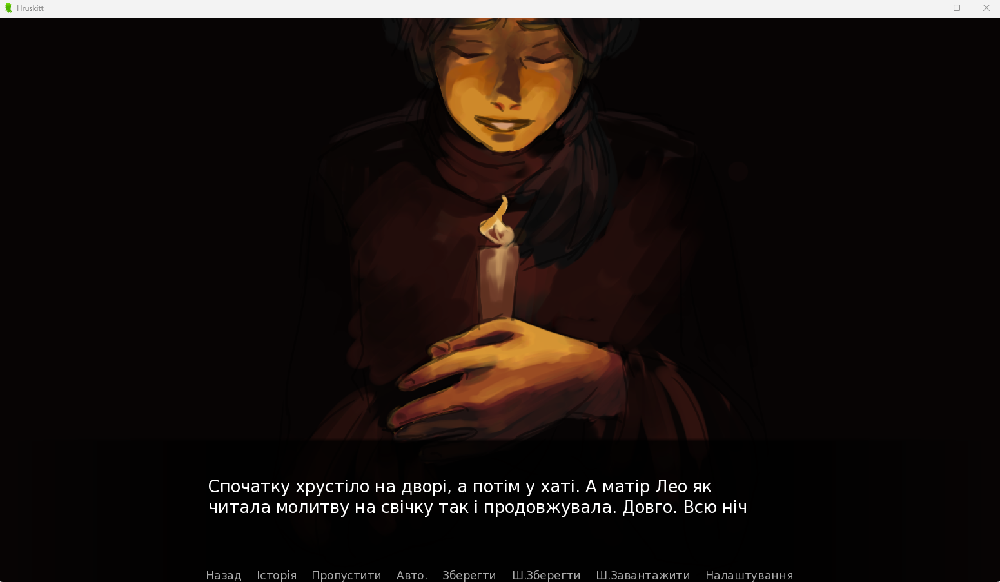 Hruskitt
Спочатку хрустіло на дворі, а потім у хаті. А матір Лео як
читала молитву на свічку так і продовжувала. Довго. Всю ніч
Назад Історія Пропустити Авто. Зберегти Ш.Зберегти Ш.Завантажити Налаштування